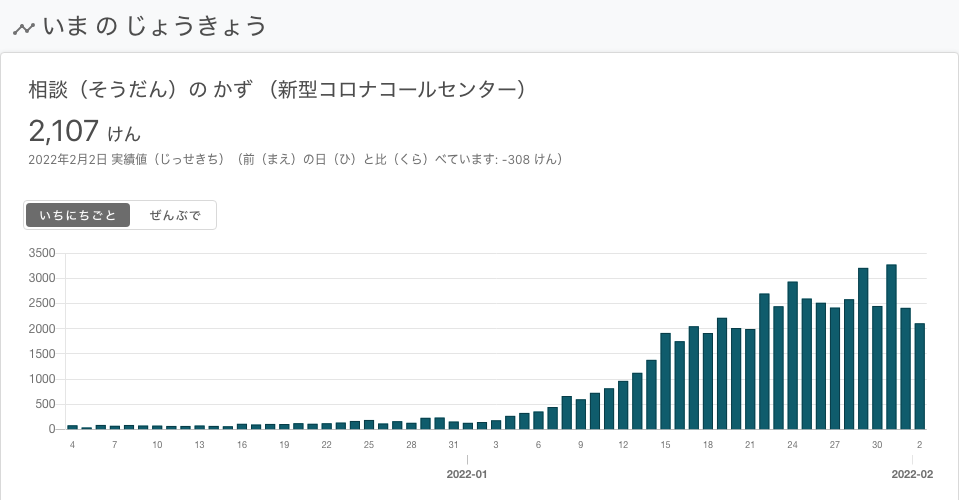 いま の じょうきょう
相談（そうだん）の かず （新型コロナコールセンター）
2,107 けん
2022年2月2日 実績値（じっせきち）（前（まえ）の日（ひ）と比（くら）べています: -308 けん）
いちにちごと ぜんぶで
3500
3000
2500
2000
1500
1000
500
0
4 7 10 13 16 19 22 25 28 31 3 6 9 12 15 18 21 24 27 30 2
2022-01 2022-02